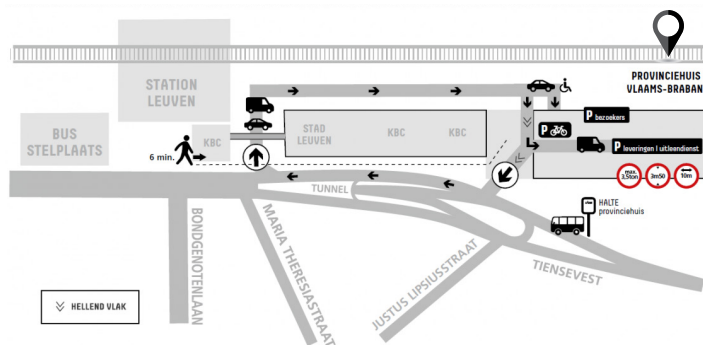 STATION
LEUVEN
BUS
STELPLAATS
KBC
6 min.
STAD
LEUVEN
KBC
KBC
PROVINCIEHUIS
VLAAMS-BRABAN
P bezoekers
P
P leveringen | uitleendienst
max.
3,5ton
3m50
10m
HALTE
provinciehuis
TUNNEL
BONDGENOTENLAAN
MARIA THERESIASTRAAT
JUSTUS LIPSIUSSTRAAT
TIENSEVEST
HELLEND VLAK